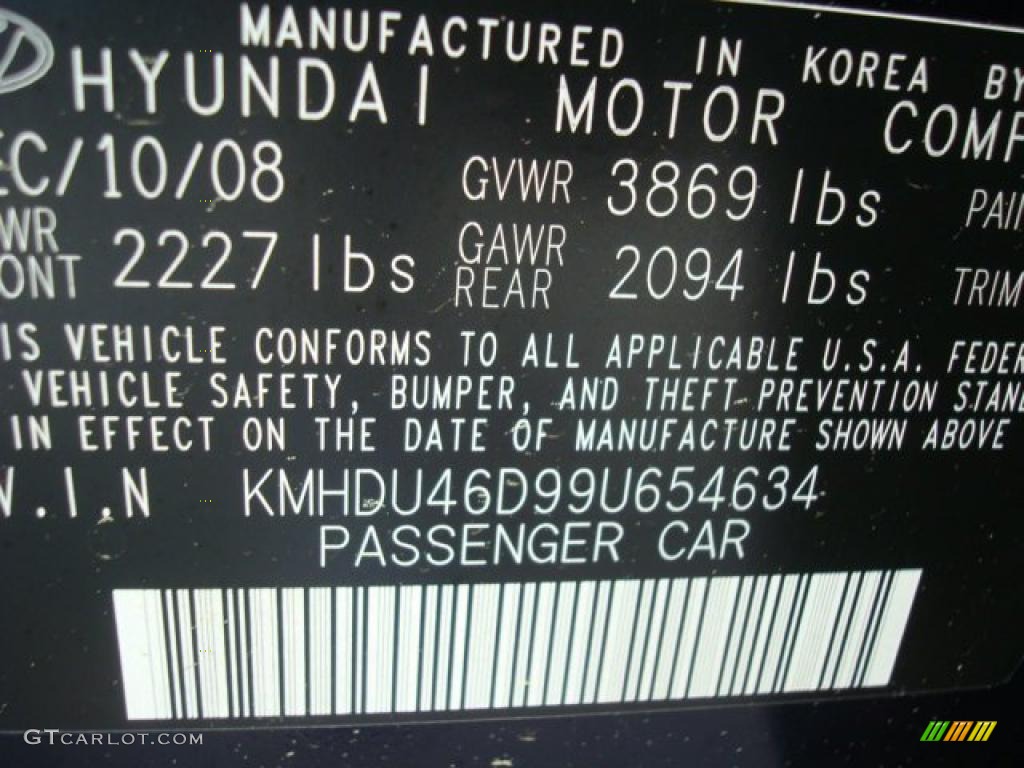 MANUFACTURED IN KOREA BY
HYUNDAI MOTOR COMP
EC/10/08 GVWR 3869 lbs PAI
WR GAWR
ONT 2227 lbs REAR 2094 lbs TRIM
IS VEHICLE CONFORMS TO ALL APPLICABLE U.S.A. FEDER
VEHICLE SAFETY, BUMPER, AND THEFT PREVENTION STAND
IN EFFECT ON THE DATE OF MANUFACTURE SHOWN ABOVE
V.I.N KMHDU46D99U654634
PASSENGER CAR
GTCARLOT.COM